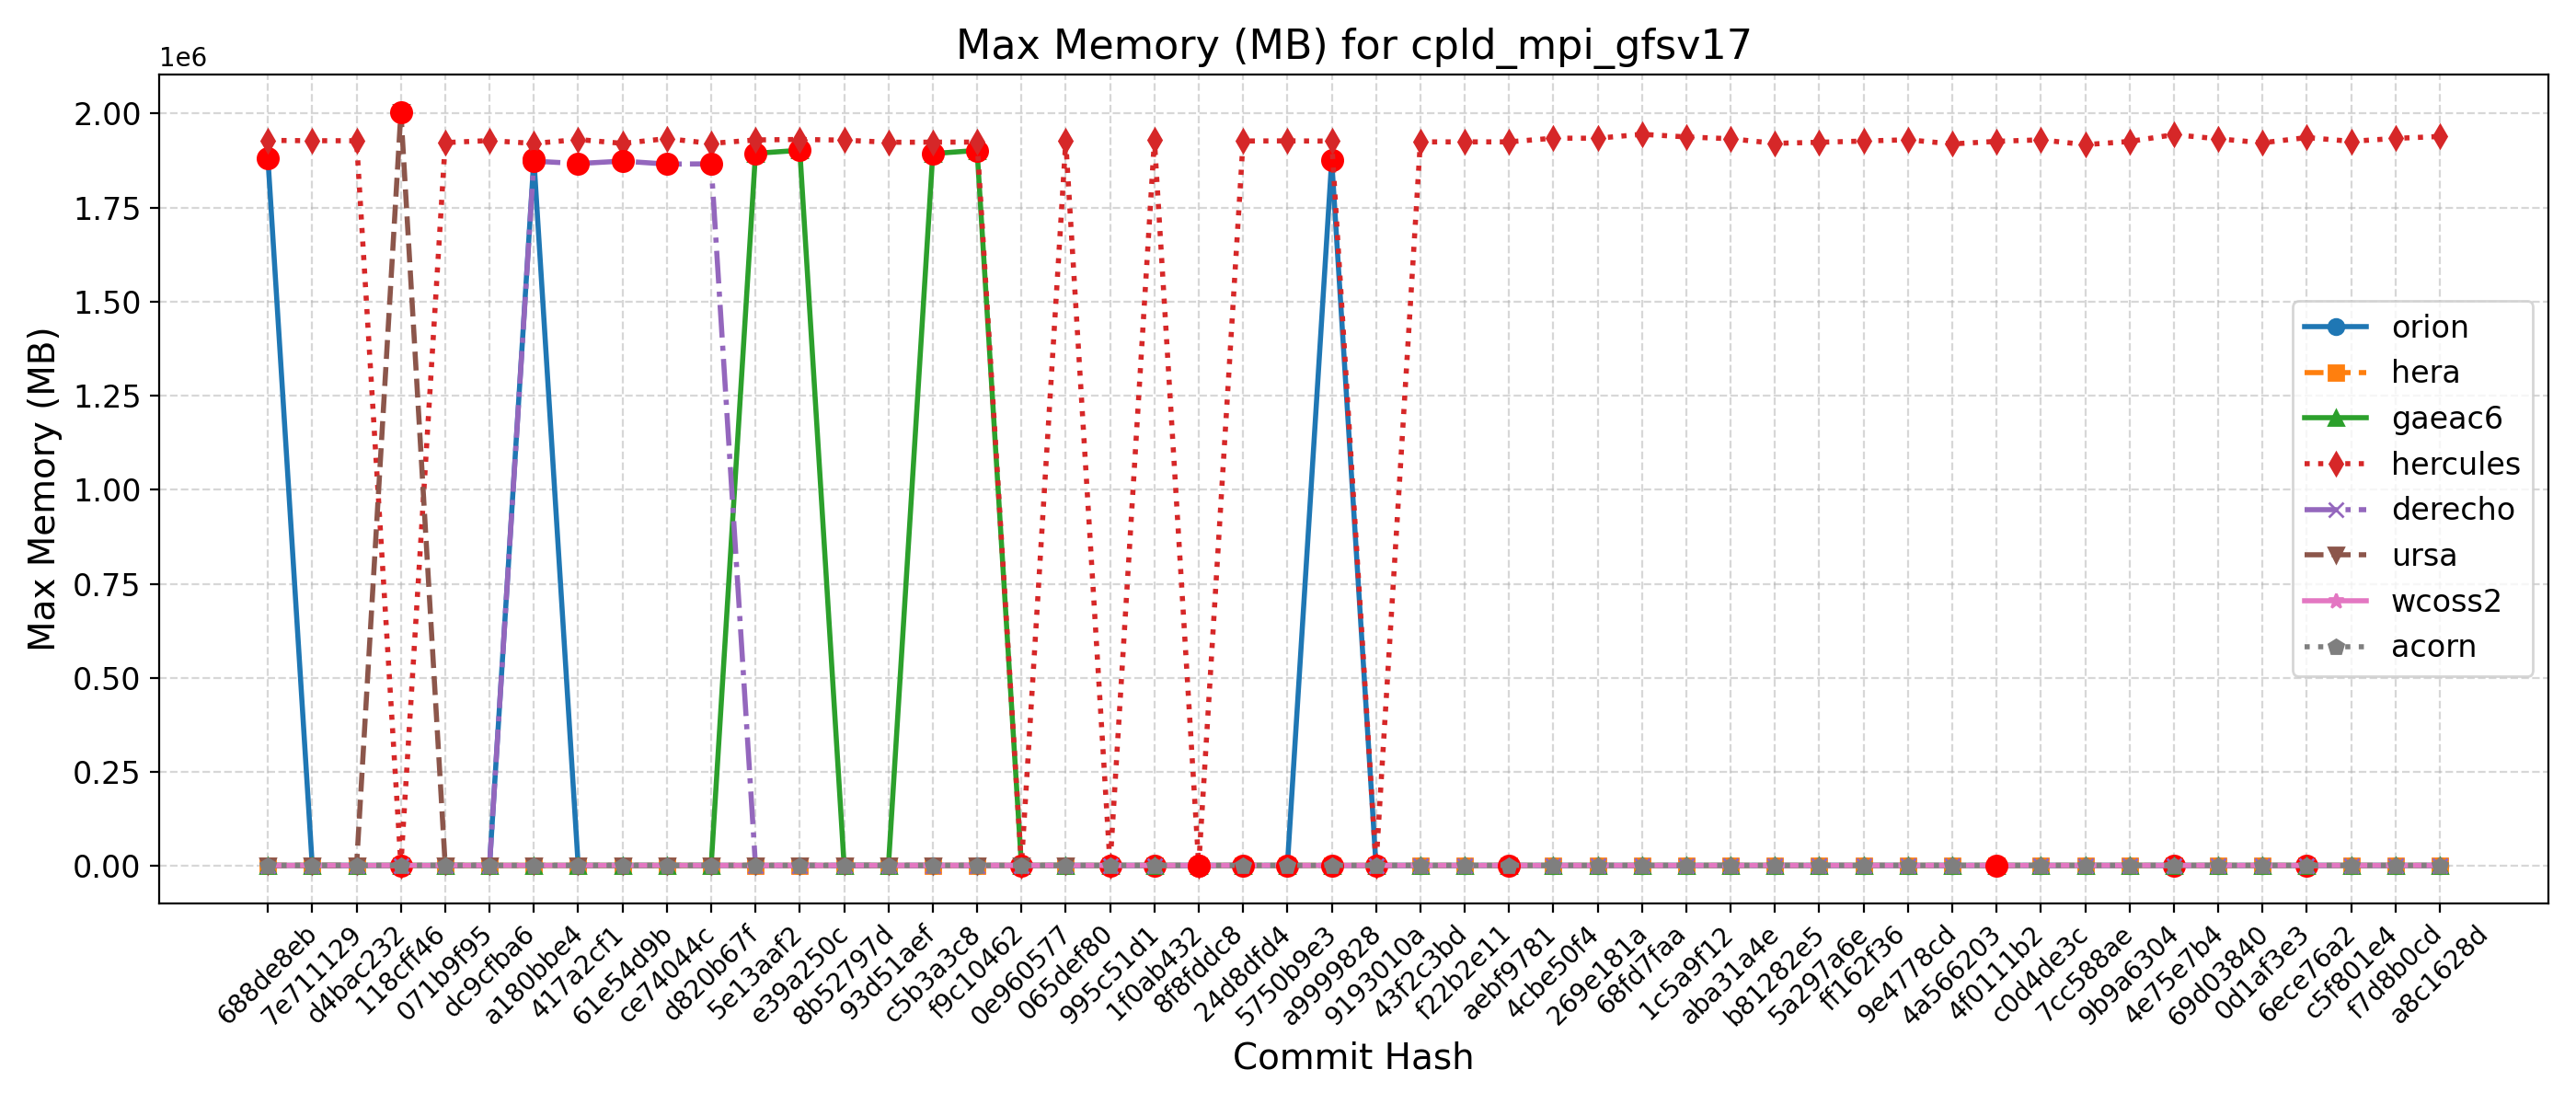 Max Memory (MB) for cpld_mpi_gfsv17
1e6
2.00
1.75
1.50
1.25
1.00
0.75
0.50
0.25
0.00
Max Memory (MB)
orion
hera
gaeac6
hercules
derecho
ursa
wcoss2
acorn
688de8eb
7e711129
d4bac232
118cff46
071b9f95
dc9cfba6
a180bbe4
417a2cf1
61e54d9b
ce74044c
d820b67f
5e13aaf2
e39a250c
8b52797d
93d51aef
c5b3a3c8
f9c10462
0e960577
065def80
995c51d1
1f0ab432
8f8fddc8
24d8dfd4
5750b9e3
a9999828
9193010a
43f2c3bd
f22b2e11
aebf9781
4cbe50f4
269e181a
68fd7faa
1c5a9f12
aba31a4e
b81282e5
5a297a6e
ff162f36
9e4778cd
4a566203
4f0111b2
c0d4de3c
7cc588ae
9b9a6304
4e75e7b4
69d03840
0d1af3e3
6ece76a2
c5f801e4
f7d8b0cd
a8c1628d
Commit Hash